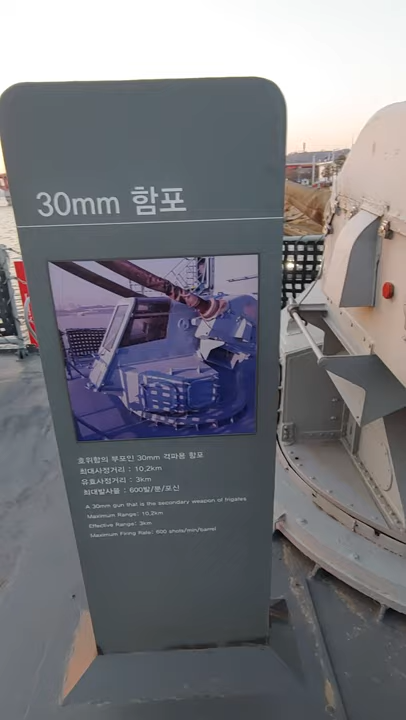 30mm 함포
호위함의 부포인 30mm 격파용 함포
최대사정거리 : 10,2km
유효사정거리 : 3km
최대발사율 : 600발/분/포신
A 30mm gun that is the secondary weapon of frigates
Maximum Range: 10.2km
Effective Range: 3km
Maximum Firing Rate: 600 shots/min/barrel